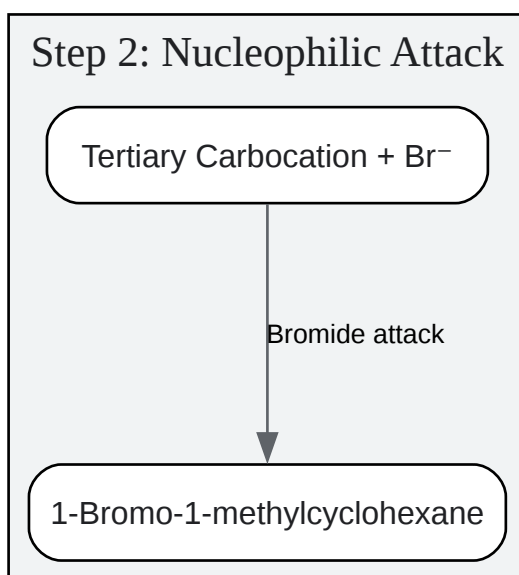 Step 2: Nucleophilic Attack
Tertiary Carbocation + Br⁻
Bromide attack
1-Bromo-1-methylcyclohexane